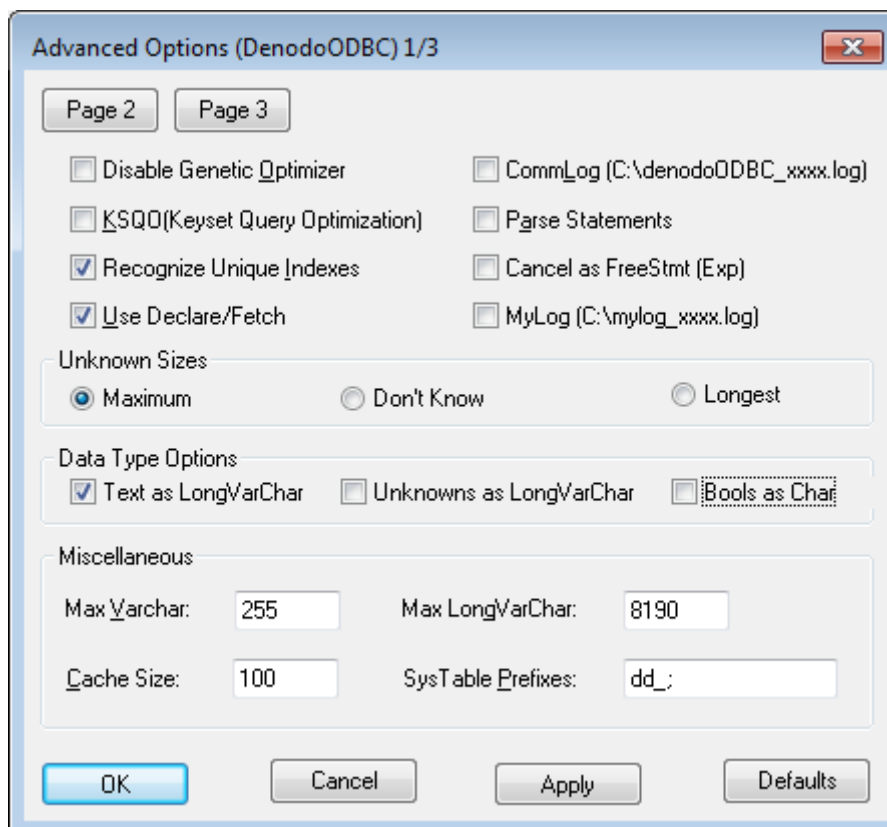 Advanced Options (DenodoODBC) 1/3
Page 2 Page 3
Disable Genetic Optimizer CommLog (C:\denodoODBC_xxxx.log)
KSQO(Keyset Query Optimization) Parse Statements
Recognize Unique Indexes Cancel as FreeStmt (Exp)
Use Declare/Fetch MyLog (C:\mylog_xxxx.log)
Unknown Sizes
Maximum Don't Know Longest
Data Type Options
Text as LongVarChar Unknowns as LongVarChar Bools as Char
Miscellaneous
Max Varchar: 255 Max LongVarChar: 8190
Cache Size: 100 SysTable Prefixes: dd_;
OK Cancel Apply Defaults